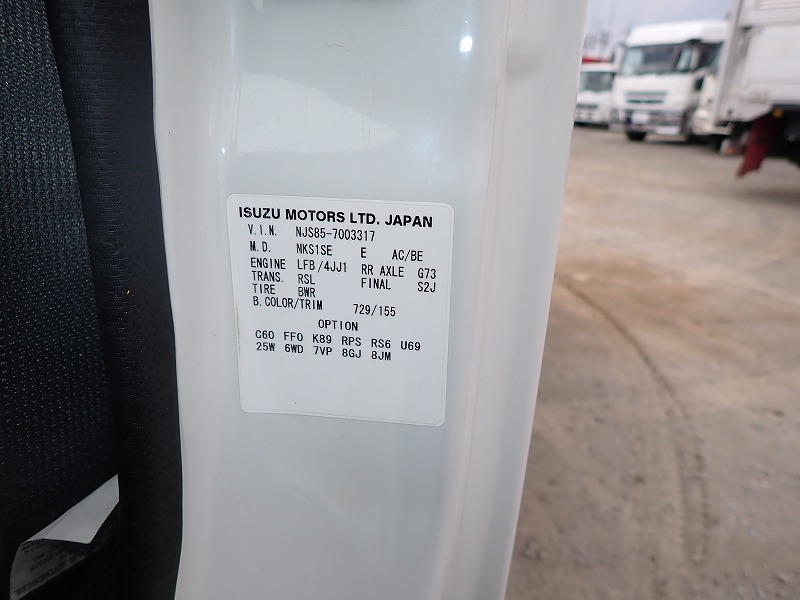 ISUZU MOTORS LTD. JAPAN
V.I.N. NJS85-7003317
M.D. NKS1SE E AC/BE
ENGINE LFB/4JJ1 RR AXLE G73
TRANS. RSL FINAL S2J
TIRE BWR
B.COLOR/TRIM 729/155
OPTION
C60 FF0 K89 RPS RS6 U69
25W 6WD 7VP 8GJ 8JM